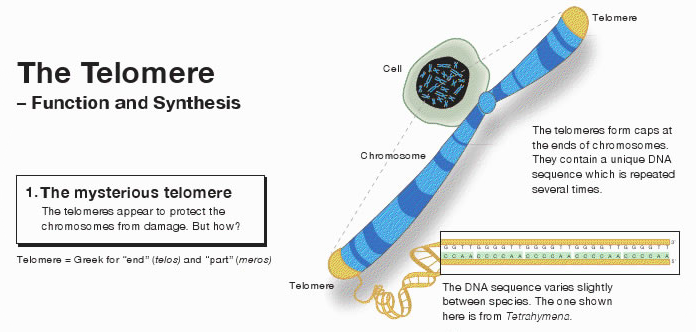 The Telomere
– Function and Synthesis
Telomere
Cell
Chromosome
The telomeres form caps at
the ends of chromosomes.
They contain a unique DNA
sequence which is repeated
several times.
1. The mysterious telomere
The telomeres appear to protect the
chromosomes from damage. But how?
Telomere = Greek for “end” (telos) and “part” (meros)
Telomere
3'
G G T T G G G G T T G G G G T T G G G G T T G G G G T T
C C A A C C C C A A C C C C A A C C C C A A C C C C A A
5'
The DNA sequence varies slightly
between species. The one shown
here is from Tetrahymena.